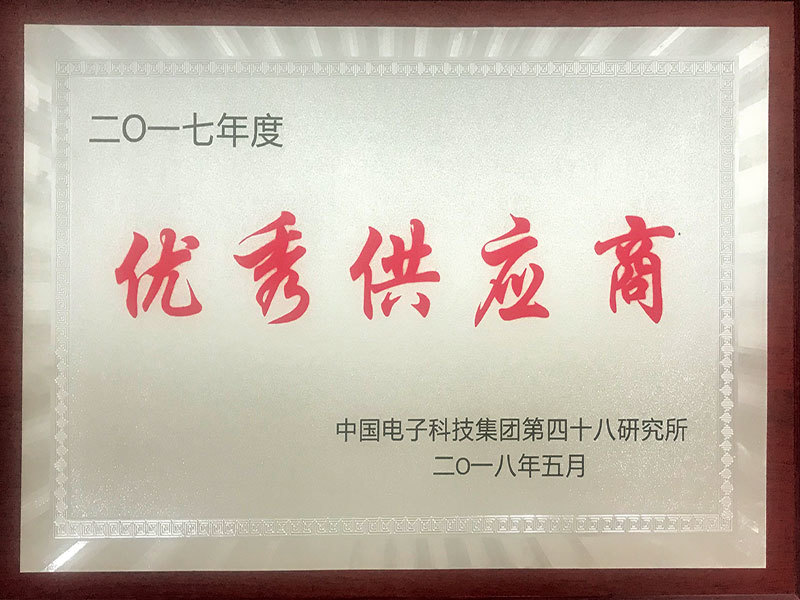 二〇一七年度
优秀供应商
中国电子科技集团第四十八研究所
二〇一八年五月